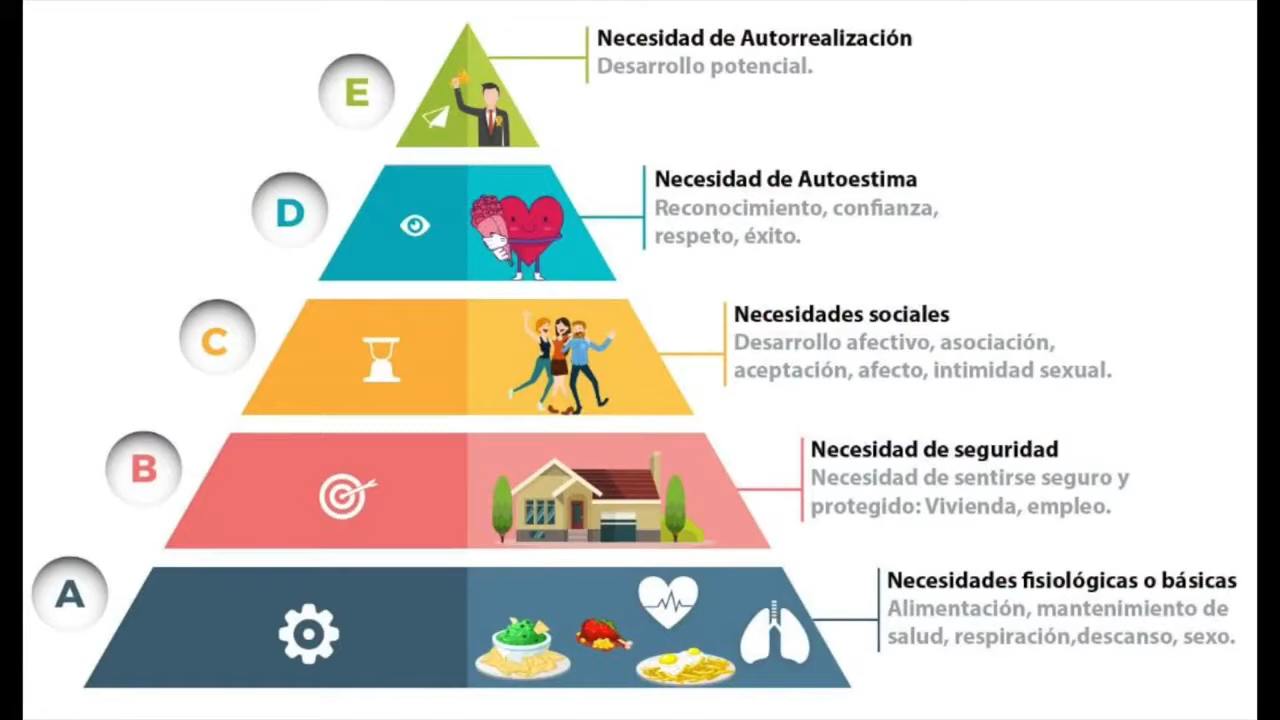 E
Necesidad de Autorrealización
Desarrollo potencial.
D
Necesidad de Autoestima
Reconocimiento, confianza,
respeto, éxito.
C
Necesidades sociales
Desarrollo afectivo, asociación,
aceptación, afecto, intimidad sexual.
B
Necesidad de seguridad
Necesidad de sentirse seguro y
protegido: Vivienda, empleo.
A
Necesidades fisiológicas o básicas
Alimentación, mantenimiento de
salud, respiración,descanso, sexo.